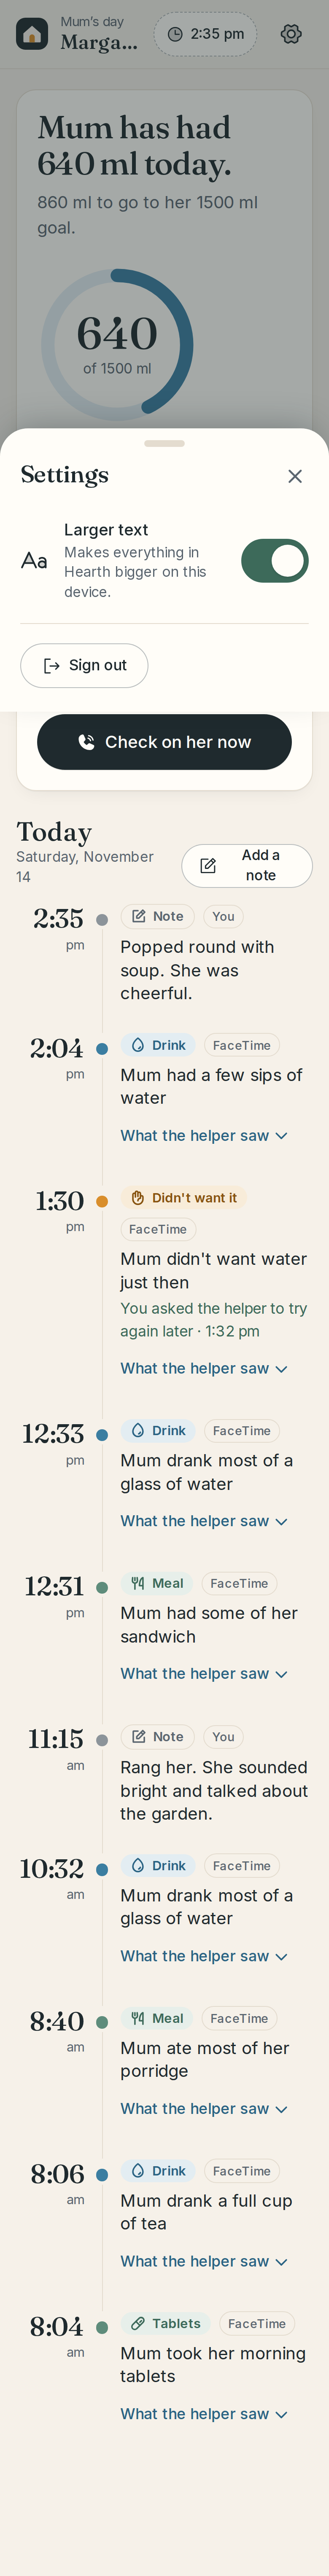 Mum's day
Marga...
2:35 pm
Mum has had
640 ml today.
860 ml to go to her 1500 ml
goal.
640
of 1500 ml
Settings
Aa
Larger text
Makes everything in
Hearth bigger on this
device.
Sign out
Check on her now
Today
Saturday, November
14
Add a
note
2:35
pm
Note
You
Popped round with
soup. She was
cheerful.
2:04
pm
Drink
FaceTime
Mum had a few sips of
water
What the helper saw
1:30
pm
Didn't want it
FaceTime
Mum didn't want water
just then
You asked the helper to try
again later · 1:32 pm
What the helper saw
12:33
pm
Drink
FaceTime
Mum drank most of a
glass of water
What the helper saw
12:31
pm
Meal
FaceTime
Mum had some of her
sandwich
What the helper saw
11:15
am
Note
You
Rang her. She sounded
bright and talked about
the garden.
10:32
am
Drink
FaceTime
Mum drank most of a
glass of water
What the helper saw
8:40
am
Meal
FaceTime
Mum ate most of her
porridge
What the helper saw
8:06
am
Drink
FaceTime
Mum drank a full cup
of tea
What the helper saw
8:04
am
Tablets
FaceTime
Mum took her morning
tablets
What the helper saw